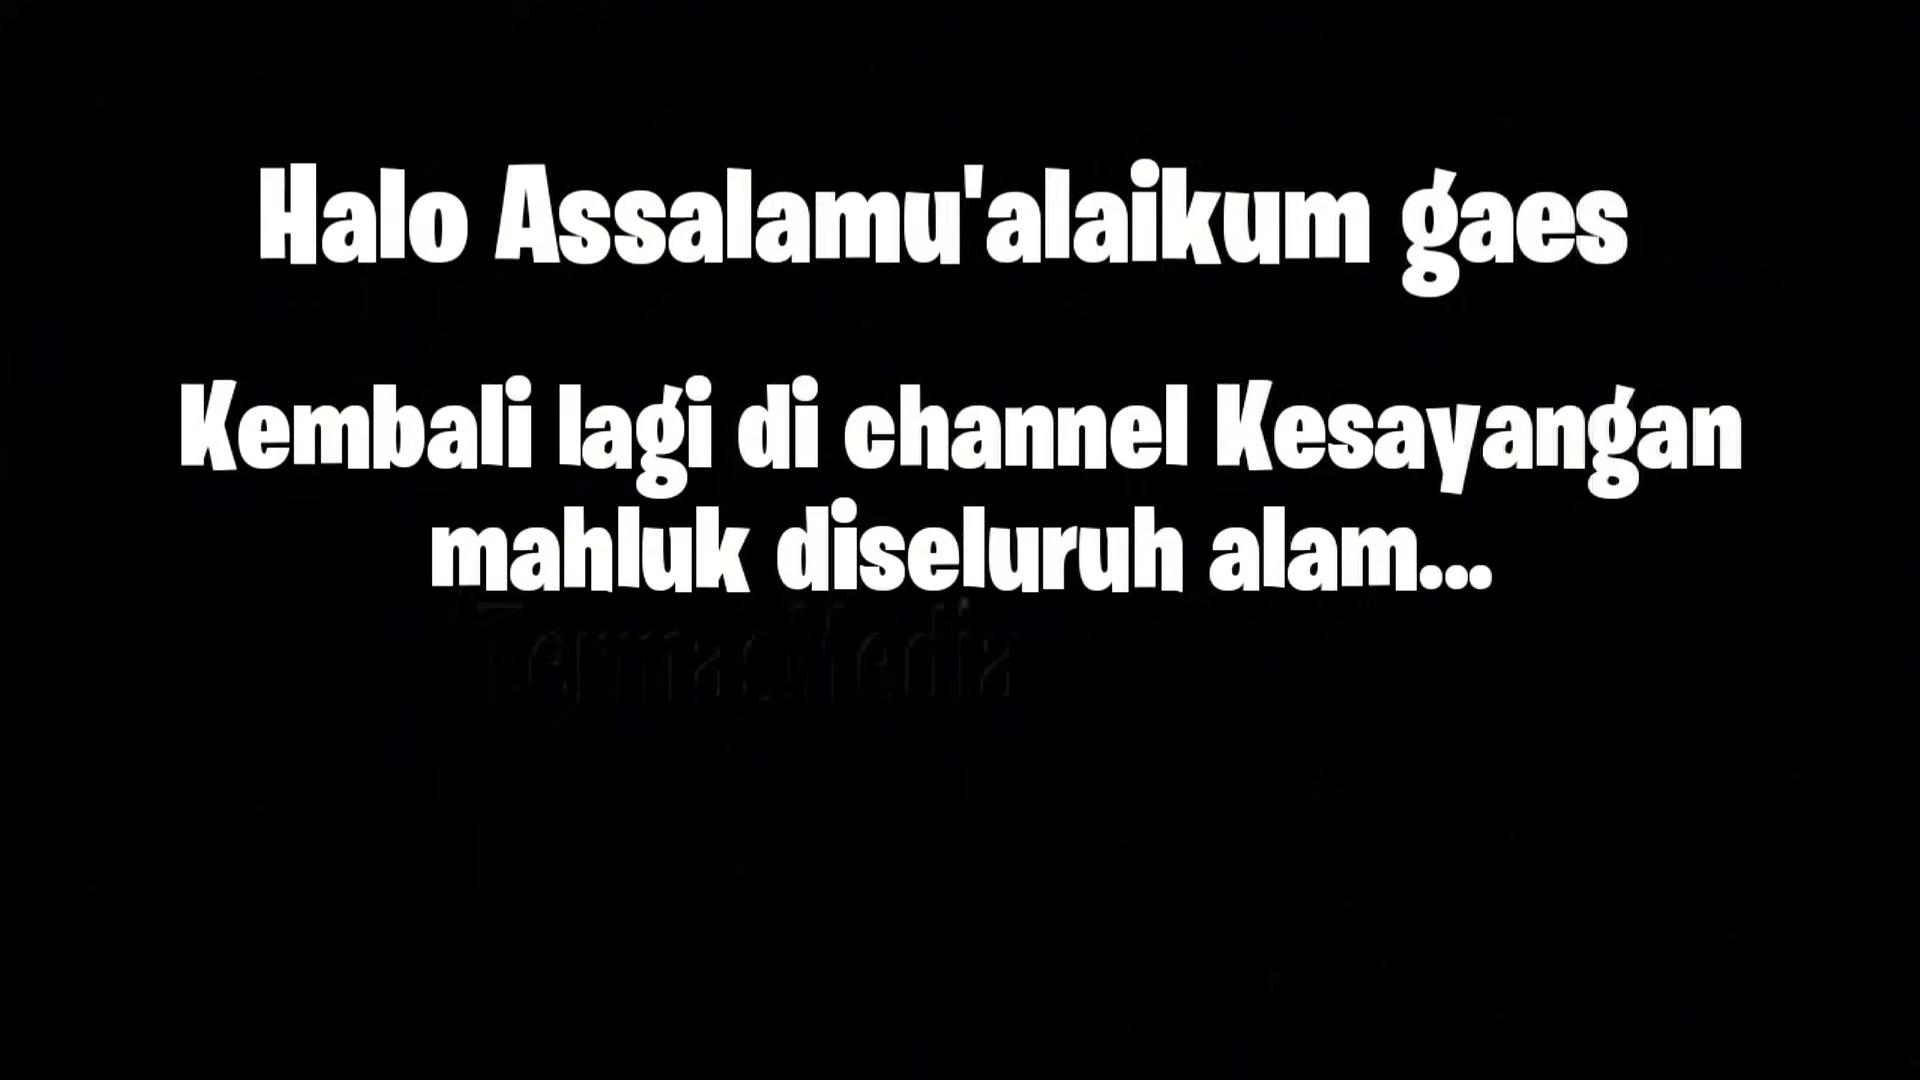 Halo Assalamu'alaikum gaes
Kembali lagi di channel Kesayangan
mahluk diseluruh alam...